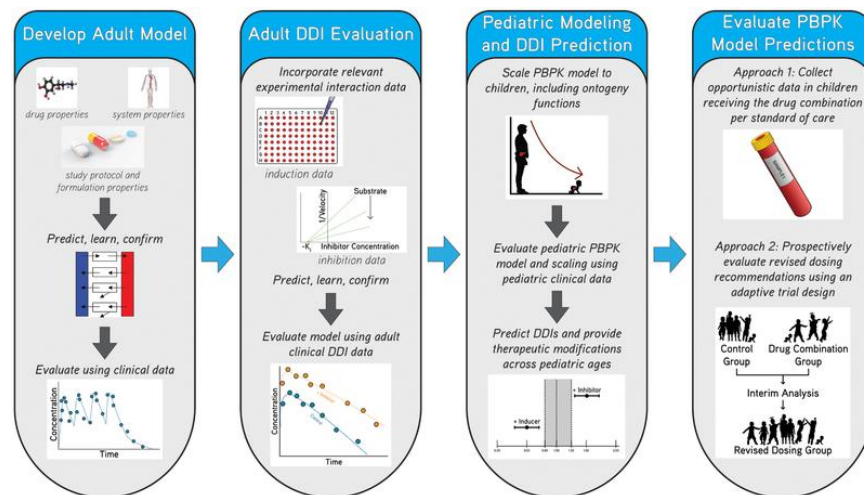 Develop Adult Model
drug properties
system properties
study protocol and
formulation properties
Predict, learn, confirm
Evaluate using clinical data
Concentration
Time
Adult DDI Evaluation
Incorporate relevant
experimental interaction data
induction data
1/Velocity
Substrate
-Ki
Inhibitor Concentration
inhibition data
Predict, learn, confirm
Evaluate model using adult
clinical DDI data
Concentration
Control
Time
Pediatric Modeling
and DDI Prediction
Scale PBPK model to
children, including ontogeny
functions
Evaluate pediatric PBPK
model and scaling using
pediatric clinical data
Predict DDIs and provide
therapeutic modifications
across pediatric ages
+ Inhibitor
+ Inducer
Evaluate PBPK
Model Predictions
Approach 1: Collect
opportunistic data in children
receiving the drug combination
per standard of care
SAMPLE
Approach 2: Prospectively
evaluate revised dosing
recommendations using an
adaptive trial design
Control
Group
Drug Combination
Group
Interim Analysis
Revised Dosing Group